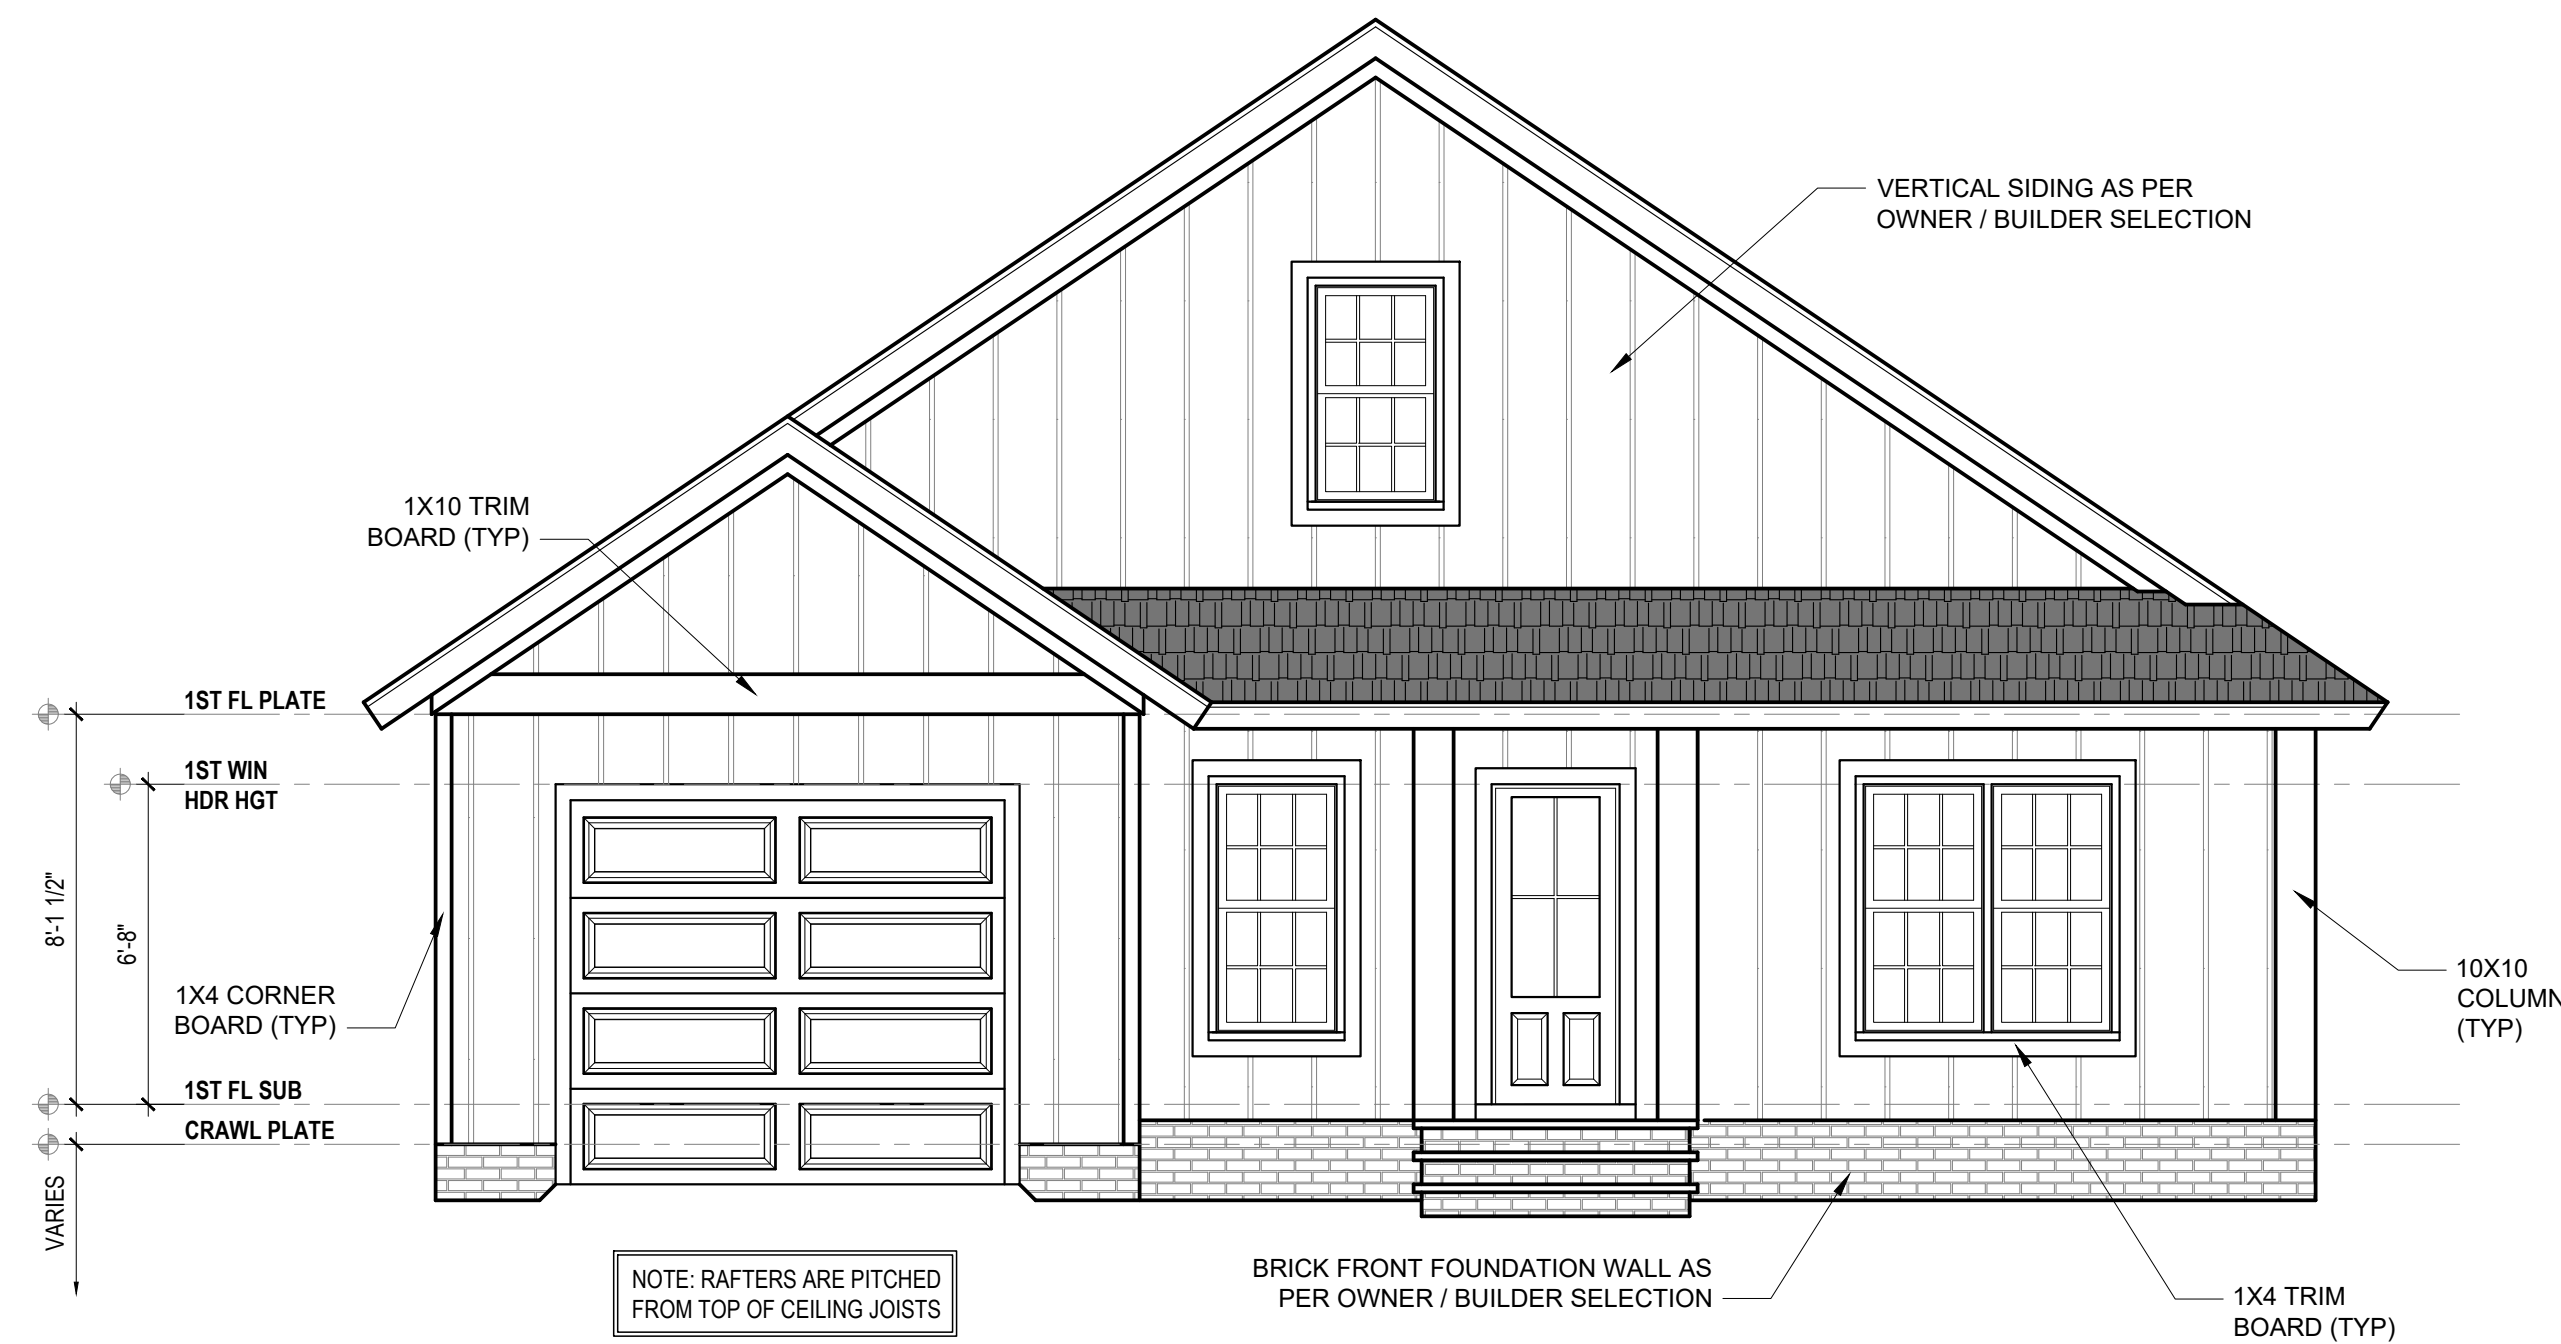 VERTICAL SIDING AS PER
OWNER / BUILDER SELECTION
1X10 TRIM
BOARD (TYP)
1ST FL PLATE
1ST WIN
HDR HGT
8'-1 1/2"
6'-8"
1X4 CORNER
BOARD (TYP)
10X10
COLUMN
(TYP)
1ST FL SUB
CRAWL PLATE
VARIES
NOTE: RAFTERS ARE PITCHED
FROM TOP OF CEILING JOISTS
BRICK FRONT FOUNDATION WALL AS
PER OWNER / BUILDER SELECTION
1X4 TRIM
BOARD (TYP)